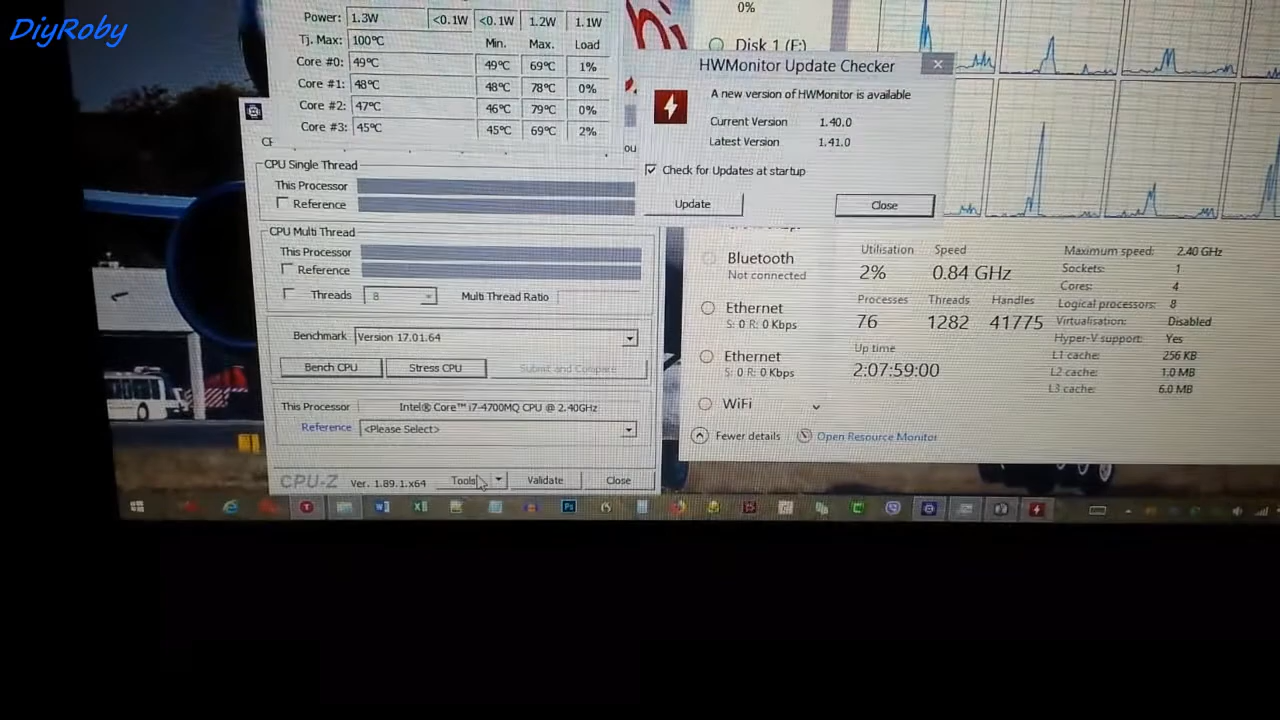 DiyRoby
Power: 1.3W <0.1W <0.1W 1.2W 1.1W
Tj. Max: 100°C Min. Max. Load
Core #0: 49°C 49°C 69°C 1%
Core #1: 48°C 48°C 78°C 0%
Core #2: 47°C 46°C 79°C 0%
Core #3: 45°C 45°C 69°C 2%
CPU Single Thread
This Processor
Reference
CPU Multi Thread
This Processor
Reference
Threads 8 Multi Thread Ratio
Benchmark Version 17.01.64
Bench CPU Stress CPU Submit and Compare
This Processor Intel® Core™ i7-4700MQ CPU @ 2.40GHz
Reference <Please Select>
CPU-Z Ver. 1.89.1.x64 Tools Validate Close
0%
Disk 1 (F:)
HWMonitor Update Checker
A new version of HWMonitor is available
Current Version 1.40.0
Latest Version 1.41.0
Check for Updates at startup
Update Close
Bluetooth
Not connected
Ethernet
S: 0 R: 0 Kbps
Ethernet
S: 0 R: 0 Kbps
WiFi
Utilisation Speed
2% 0.84 GHz
Processes Threads Handles
76 1282 41775
Up time
2:07:59:00
Maximum speed: 2.40 GHz
Sockets: 1
Cores: 4
Logical processors: 8
Virtualisation: Disabled
Hyper-V support: Yes
L1 cache: 256 KB
L2 cache: 1.0 MB
L3 cache: 6.0 MB
Fewer details Open Resource Monitor